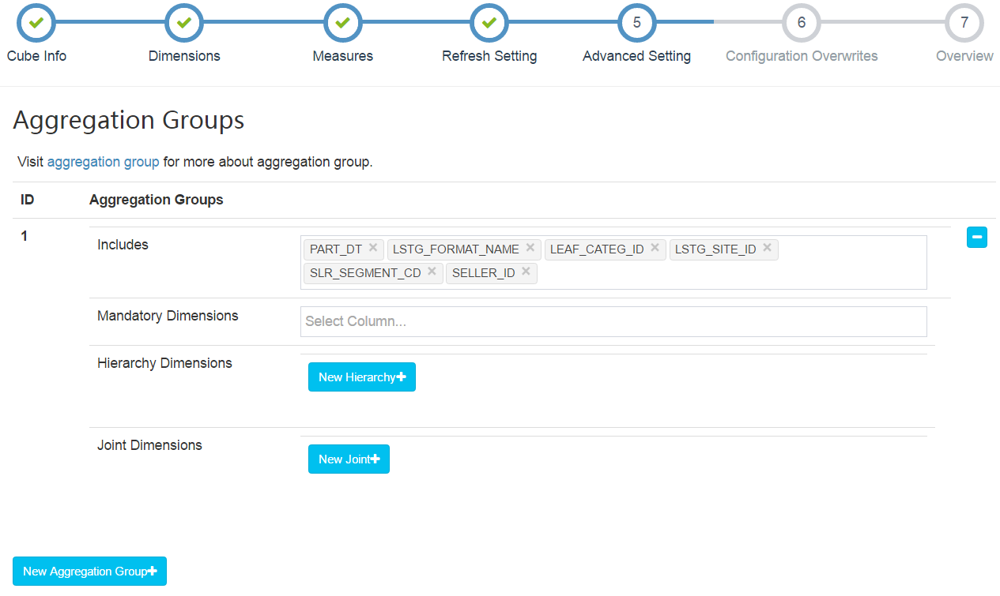 5 6 7
Cube Info Dimensions Measures Refresh Setting Advanced Setting Configuration Overwrites Overview
Aggregation Groups
Visit aggregation group for more about aggregation group.
ID Aggregation Groups
1 Includes PART_DT × LSTG_FORMAT_NAME × LEAF_CATEG_ID × LSTG_SITE_ID ×
SLR_SEGMENT_CD × SELLER_ID ×
Mandatory Dimensions Select Column...
Hierarchy Dimensions
New Hierarchy+
Joint Dimensions
New Joint+
New Aggregation Group+